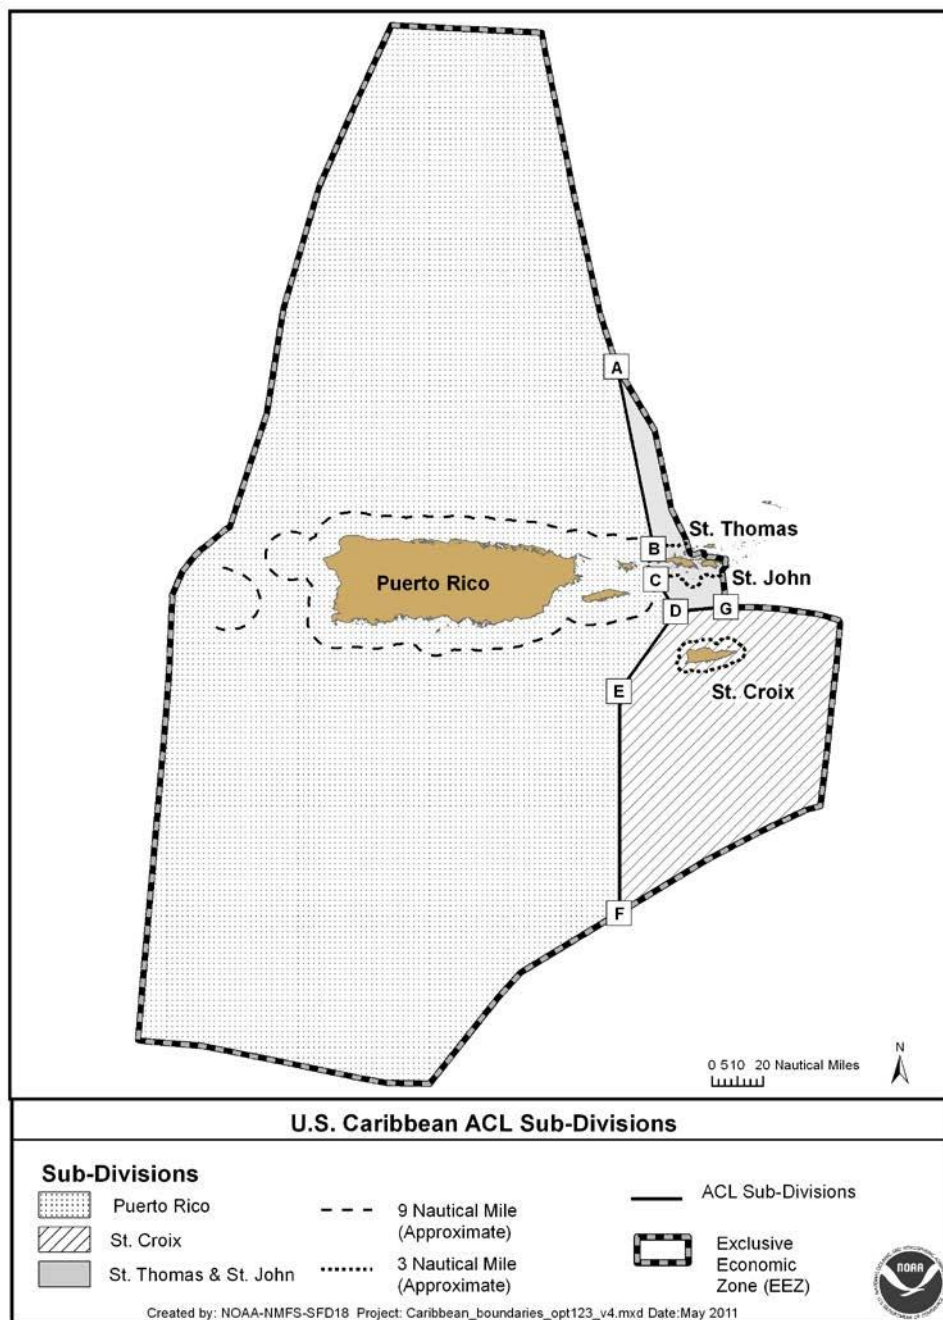 A
St. Thomas
B
Puerto Rico
C
St. John
D
G
E
St. Croix
F
N
0 510 20 Nautical Miles
U.S. Caribbean ACL Sub-Divisions
Sub-Divisions
Puerto Rico
St. Croix
St. Thomas & St. John
9 Nautical Mile
(Approximate)
3 Nautical Mile
(Approximate)
ACL Sub-Divisions
Exclusive
Economic
Zone (EEZ)
NOAA
Created by: NOAA-NMFS-SFD18 Project: Caribbean_boundaries_opt123_v4.mxd Date:May 2011